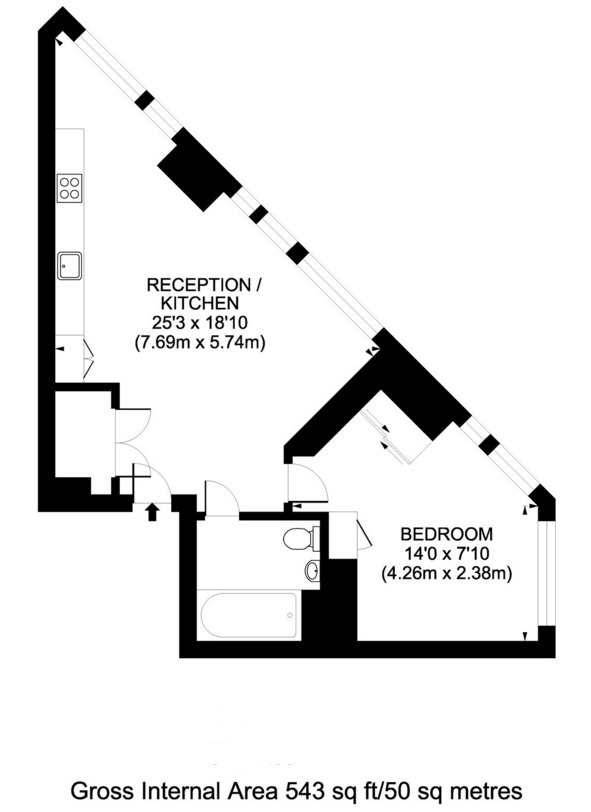 RECEPTION /
KITCHEN
25'3 x 18'10
(7.69m x 5.74m)
BEDROOM
14'0 x 7'10
(4.26m x 2.38m)
Gross Internal Area 543 sq ft/50 sq metres